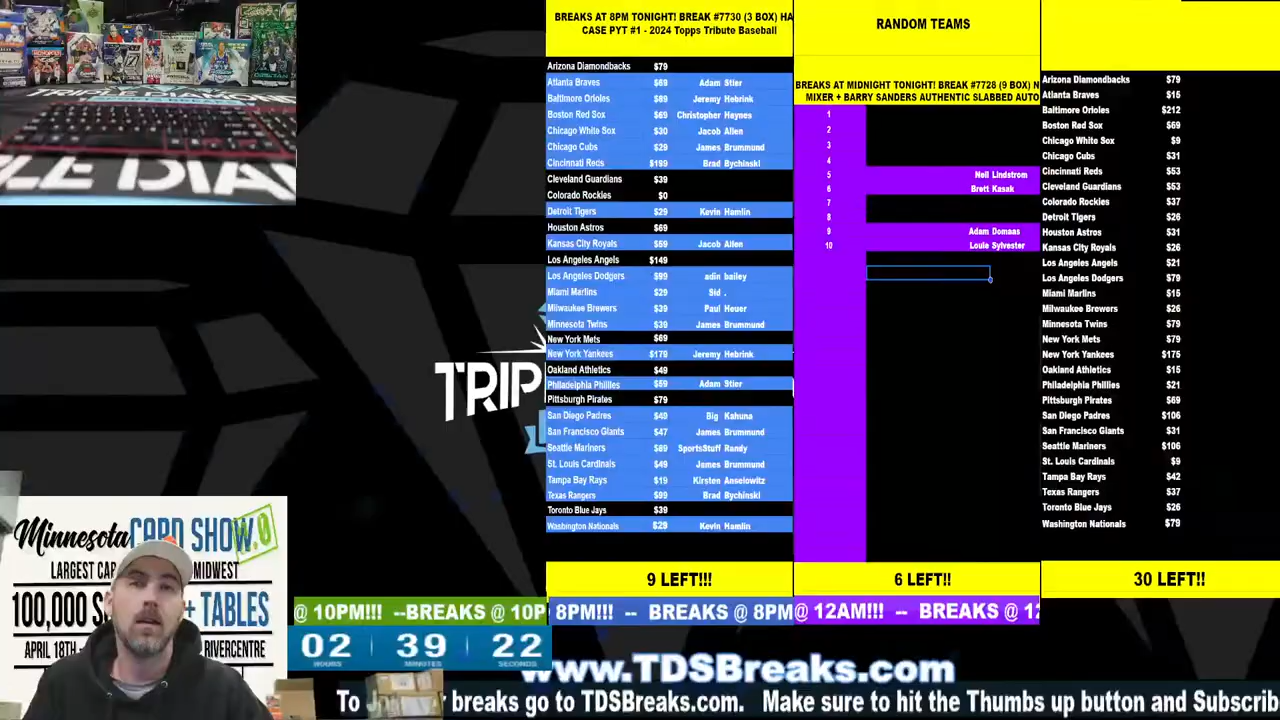 BREAKS AT 8PM TONIGHT! BREAK #7730 (3 BOX) HA
CASE PYT #1 - 2024 Topps Tribute Baseball
Arizona Diamondbacks $79
Atlanta Braves $69 Adam Stier
Baltimore Orioles $89 Jeremy Hebrink
Boston Red Sox $69 Christopher Haynes
Chicago White Sox $30 Jacob Allen
Chicago Cubs $29 James Brummund
Cincinnati Reds $199 Brad Bychinski
Cleveland Guardians $39
Colorado Rockies $0
Detroit Tigers $29 Kevin Hamlin
Houston Astros $69
Kansas City Royals $59 Jacob Allen
Los Angeles Angels $149
Los Angeles Dodgers $99 adin bailey
Miami Marlins $29 Sid .
Milwaukee Brewers $39 Paul Heuer
Minnesota Twins $39 James Brummund
New York Mets $69
New York Yankees $179 Jeremy Hebrink
Oakland Athletics $49
Philadelphia Phillies $59 Adam Stier
Pittsburgh Pirates $79
San Diego Padres $49 Big Kahuna
San Francisco Giants $47 James Brummund
Seattle Mariners $89 SportsStuff Randy
St. Louis Cardinals $49 James Brummund
Tampa Bay Rays $19 Kirsten Anselowitz
Texas Rangers $99 Brad Bychinski
Toronto Blue Jays $39
Washington Nationals $29 Kevin Hamlin
9 LEFT!!!
RANDOM TEAMS
BREAKS AT MIDNIGHT TONIGHT! BREAK #7728 (9 BOX) N
MIXER + BARRY SANDERS AUTHENTIC SLABBED AUTO
1
2
3
4
5 Neil Lindstrom
6 Brett Kasak
7
8
9 Adam Domaas
10 Louie Sylvester
6 LEFT!!
Arizona Diamondbacks $79
Atlanta Braves $15
Baltimore Orioles $212
Boston Red Sox $69
Chicago White Sox $9
Chicago Cubs $31
Cincinnati Reds $53
Cleveland Guardians $53
Colorado Rockies $37
Detroit Tigers $26
Houston Astros $31
Kansas City Royals $26
Los Angeles Angels $21
Los Angeles Dodgers $79
Miami Marlins $15
Milwaukee Brewers $26
Minnesota Twins $79
New York Mets $79
New York Yankees $175
Oakland Athletics $15
Philadelphia Phillies $21
Pittsburgh Pirates $69
San Diego Padres $106
San Francisco Giants $31
Seattle Mariners $106
St. Louis Cardinals $9
Tampa Bay Rays $42
Texas Rangers $37
Toronto Blue Jays $26
Washington Nationals $79
30 LEFT!!
TRIP
LE DIA
Minnesota CARD SHOW
LARGEST CAR MIDWEST
100,000 S + TABLES
APRIL 18TH RIVERCENTRE
@ 10PM!!! --BREAKS @ 10P
8PM!!! -- BREAKS @ 8PM
@ 12AM!!! -- BREAKS @ 12
02 39 22
HOURS MINUTES SECONDS
www.TDSBreaks.com
To r breaks go to TDSBreaks.com. Make sure to hit the Thumbs up button and Subscrib